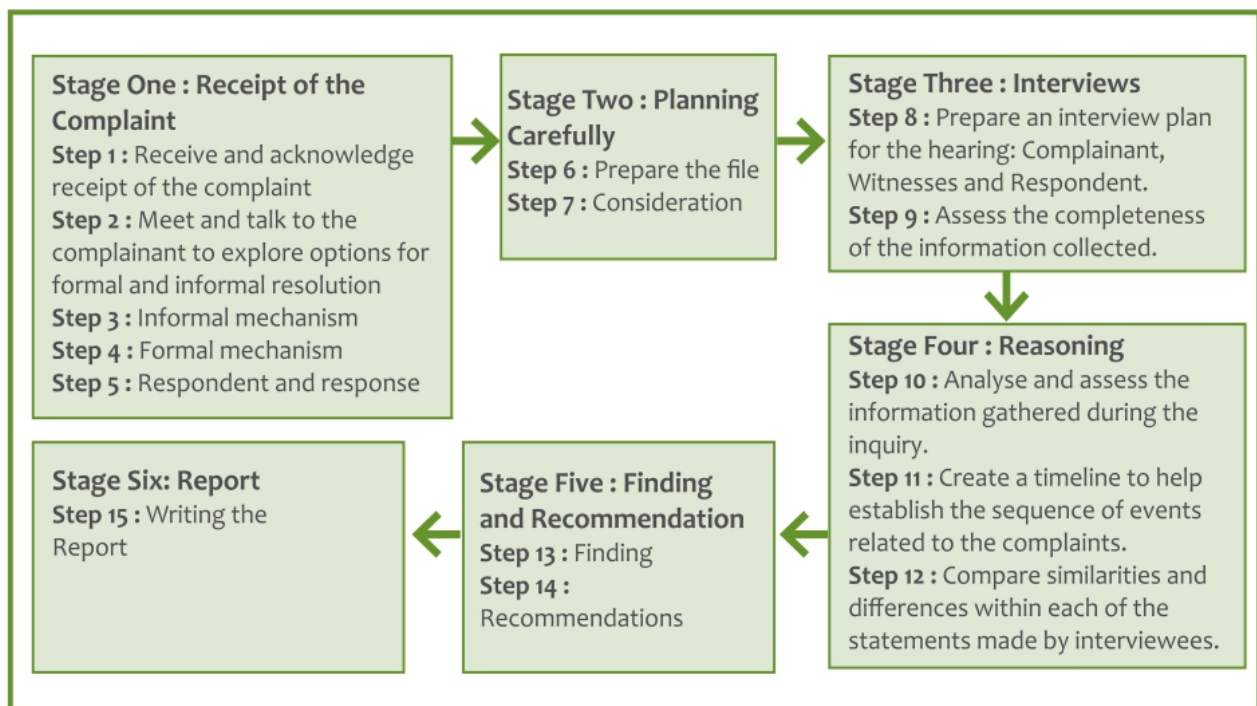 Stage One : Receipt of the
Complaint
Step 1 : Receive and acknowledge
receipt of the complaint
Step 2 : Meet and talk to the
complainant to explore options for
formal and informal resolution
Step 3 : Informal mechanism
Step 4 : Formal mechanism
Step 5 : Respondent and response
Stage Two : Planning
Carefully
Step 6 : Prepare the file
Step 7 : Consideration
Stage Three : Interviews
Step 8 : Prepare an interview plan
for the hearing: Complainant,
Witnesses and Respondent.
Step 9 : Assess the completeness
of the information collected.
Stage Four : Reasoning
Step 10 : Analyse and assess the
information gathered during the
inquiry.
Step 11 : Create a timeline to help
establish the sequence of events
related to the complaints.
Step 12 : Compare similarities and
differences within each of the
statements made by interviewees.
Stage Five : Finding
and Recommendation
Step 13 : Finding
Step 14 :
Recommendations
Stage Six: Report
Step 15 : Writing the
Report